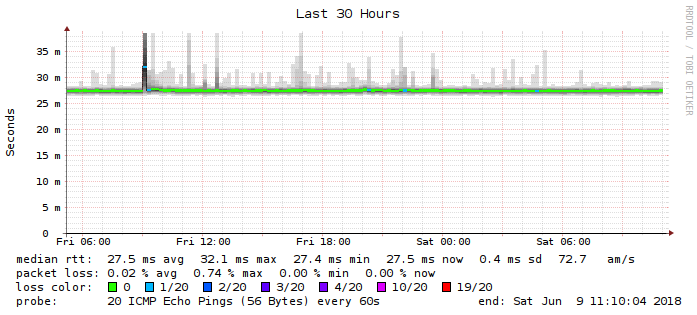 Last 30 Hours
RRDTOOL / TOBI OETIKER
Seconds
35 m
30 m
25 m
20 m
15 m
10 m
5 m
0
Fri 06:00 Fri 12:00 Fri 18:00 Sat 00:00 Sat 06:00
median rtt: 27.5 ms avg 32.1 ms max 27.4 ms min 27.5 ms now 0.4 ms sd 72.7 am/s
packet loss: 0.02 % avg 0.74 % max 0.00 % min 0.00 % now
loss color: 0 1/20 2/20 3/20 4/20 10/20 19/20
probe: 20 ICMP Echo Pings (56 Bytes) every 60s end: Sat Jun 9 11:10:04 2018